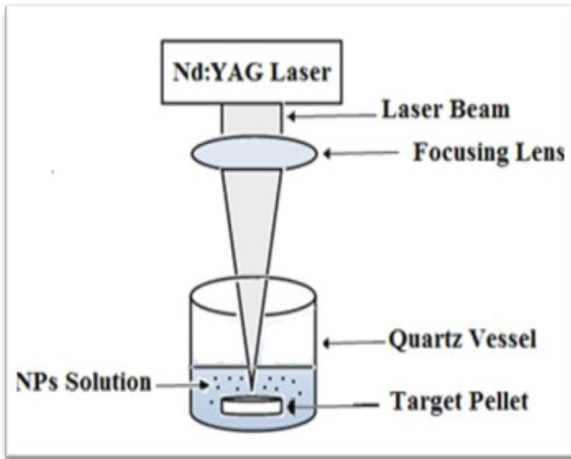 Nd:YAG Laser
Laser Beam
Focusing Lens
Quartz Vessel
NPs Solution
Target Pellet